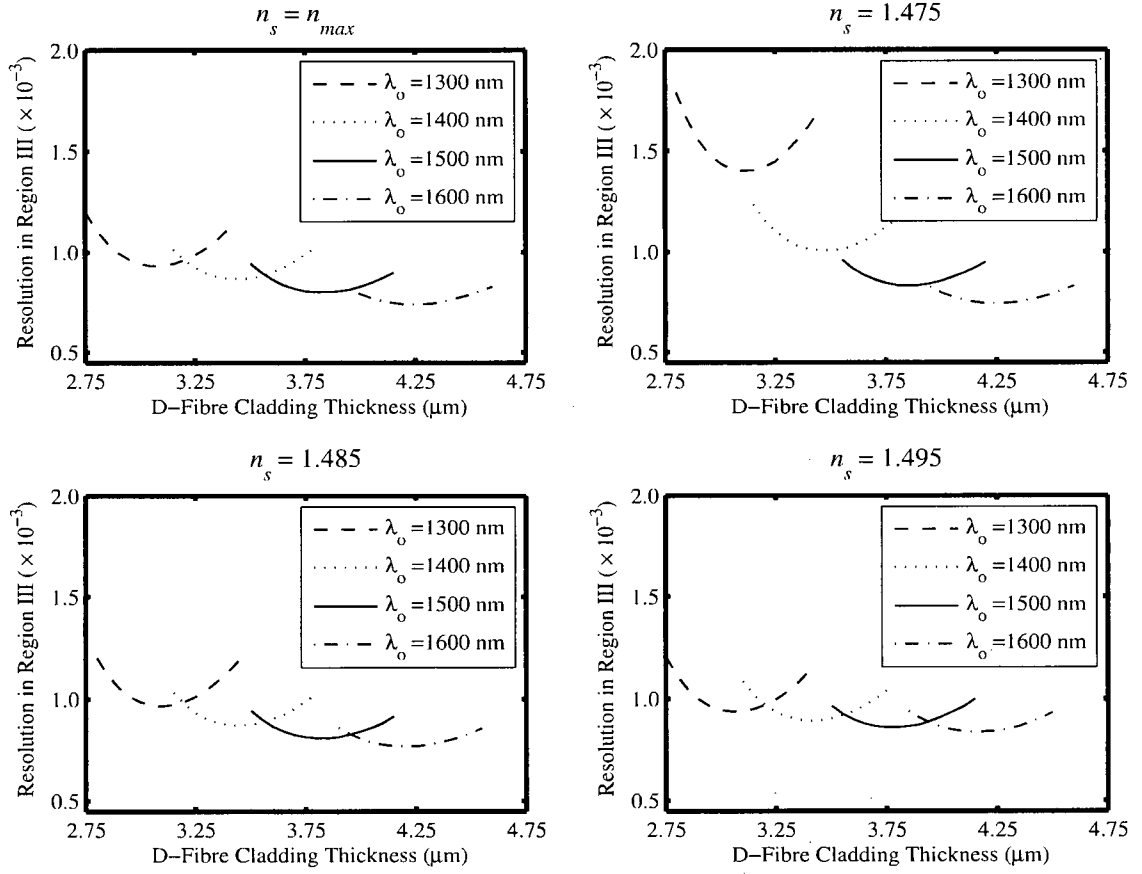 n_s = n_max
Resolution in Region III (× 10⁻³)
2.0
1.5
1.0
0.5
λ_o =1300 nm
λ_o =1400 nm
λ_o =1500 nm
λ_o =1600 nm
2.75 3.25 3.75 4.25 4.75
D–Fibre Cladding Thickness (μm)
n_s = 1.475
Resolution in Region III (× 10⁻³)
2.0
1.5
1.0
0.5
λ_o =1300 nm
λ_o =1400 nm
λ_o =1500 nm
λ_o =1600 nm
2.75 3.25 3.75 4.25 4.75
D–Fibre Cladding Thickness (μm)
n_s = 1.485
Resolution in Region III (× 10⁻³)
2.0
1.5
1.0
0.5
λ_o =1300 nm
λ_o =1400 nm
λ_o =1500 nm
λ_o =1600 nm
2.75 3.25 3.75 4.25 4.75
D–Fibre Cladding Thickness (μm)
n_s = 1.495
Resolution in Region III (× 10⁻³)
2.0
1.5
1.0
0.5
λ_o =1300 nm
λ_o =1400 nm
λ_o =1500 nm
λ_o =1600 nm
2.75 3.25 3.75 4.25 4.75
D–Fibre Cladding Thickness (μm)